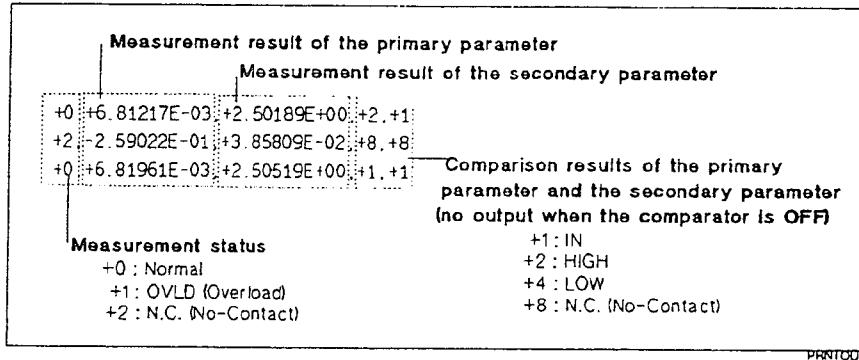 Measurement result of the primary parameter
Measurement result of the secondary parameter
+0,+6.81217E-03,+2.50189E+00,+2,+1
+2,-2.59022E-01,+3.85809E-02,+8,+8
+0,+6.81961E-03,+2.50519E+00,+1,+1
Comparison results of the primary
parameter and the secondary parameter
(no output when the comparator is OFF)
+1 : IN
+2 : HIGH
+4 : LOW
+8 : N.C. (No-Contact)
Measurement status
+0 : Normal
+1 : OVLD (Overload)
+2 : N.C. (No-Contact)